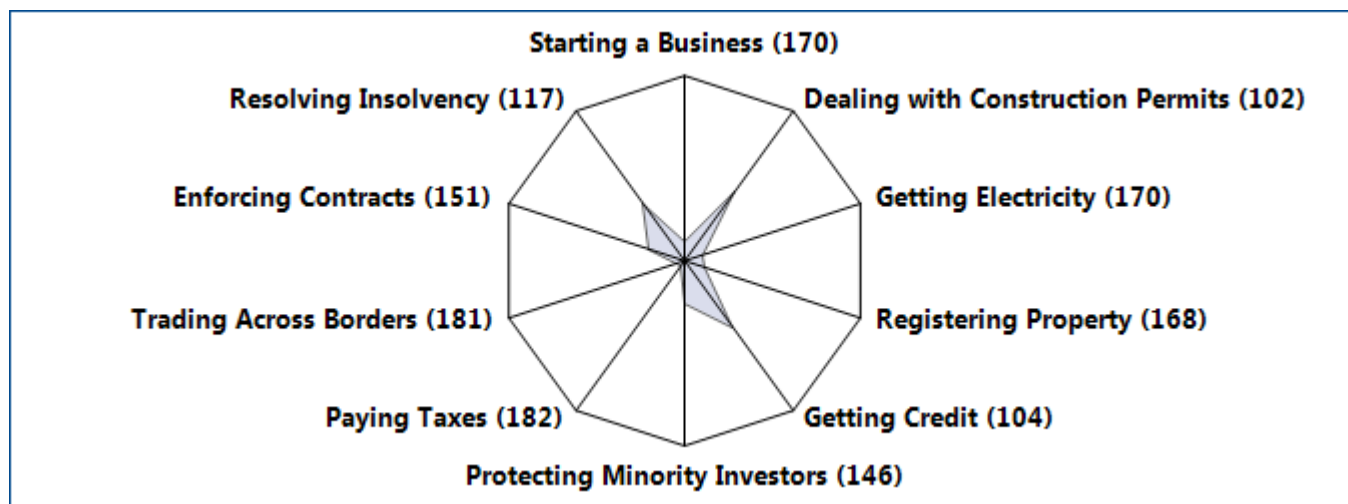 Starting a Business (170)
Resolving Insolvency (117)
Dealing with Construction Permits (102)
Enforcing Contracts (151)
Getting Electricity (170)
Trading Across Borders (181)
Registering Property (168)
Paying Taxes (182)
Getting Credit (104)
Protecting Minority Investors (146)